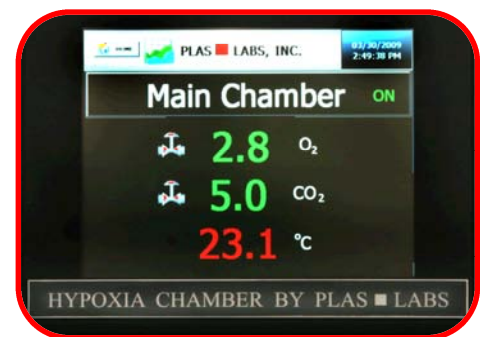 HOME
PLAS LABS, INC.
03/30/2009
2:49:38 PM
Main Chamber ON
2.8 O₂
5.0 CO₂
23.1 °C
HYPOXIA CHAMBER BY PLAS LABS